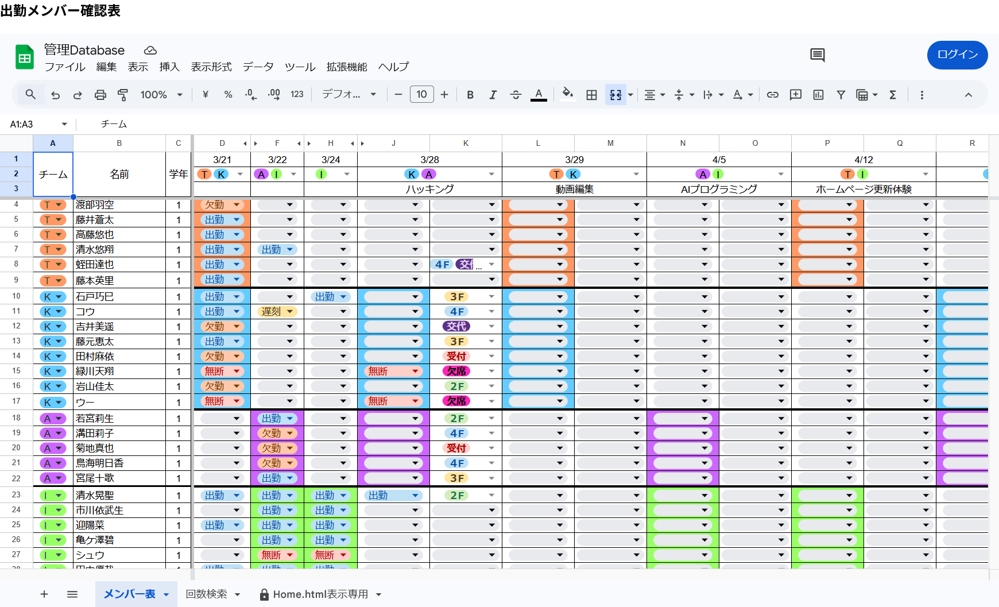 出勤メンバー確認表
管理Database
ファイル 編集 表示 挿入 表示形式 データ ツール 拡張機能 ヘルプ
ログイン
100% ¥ % .0 .00 123 デフォ... 10 B I A
A1:A3 チーム
A B C D F H J K L M N O P Q R
1 3/21 3/22 3/24 3/28 3/29 4/5 4/12
2 チーム 名前 学年 T K A I I K A T K A I T I
3 ハッキング 動画編集 AIプログラミング ホームページ更新体験
4 T 渡部羽空 1 欠勤
5 T 藤井蒼太 1 出勤
6 T 高藤悠也 1 出勤
7 T 清水悠翔 1 出勤 出勤
8 T 蛭田達也 1 出勤 4F 交代...
9 T 藤本英里 1 出勤
10 K 石戸巧巳 1 出勤 出勤 3F
11 K コウ 1 出勤 遅刻 4F
12 K 吉井美遥 1 欠勤 交代
13 K 藤元恵太 1 出勤 3F
14 K 田村麻依 1 欠勤 受付
15 K 緑川天翔 1 無断 無断 欠席
16 K 岩山佳太 1 欠勤 2F
17 K ウー 1 無断 無断 欠席
18 A 若宮莉生 1 出勤 2F
19 A 溝田莉子 1 欠勤 4F
20 A 菊地真也 1 欠勤 受付
21 A 鳥海明日香 1 欠勤 4F
22 A 宮尾十歌 1 出勤 3F
23 I 清水晃聖 1 出勤 出勤 出勤 出勤 2F
24 I 市川依武生 1 出勤 出勤
25 I 迎陽菜 1 出勤 出勤 出勤
26 I 亀ケ澤碧 1 出勤 出勤
27 I シュウ 1 無断 無断
メンバー表 回数検索 Home.html表示専用